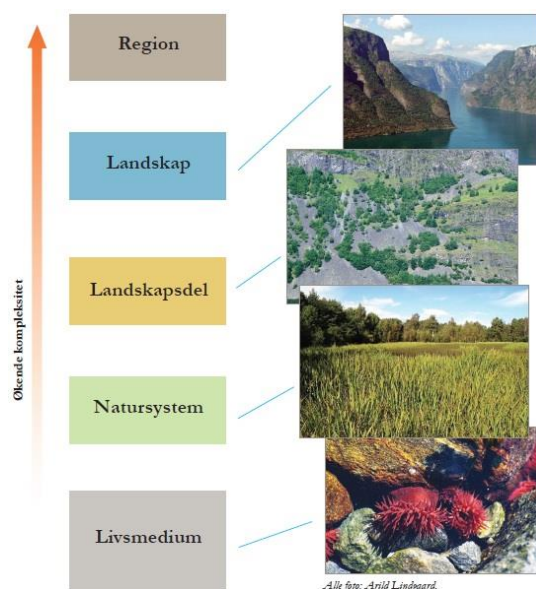 Region
Landskap
Landskapsdel
Økende kompleksitet
Natursystem
Livsmedium
Alle foto: Arild Lindgaard.